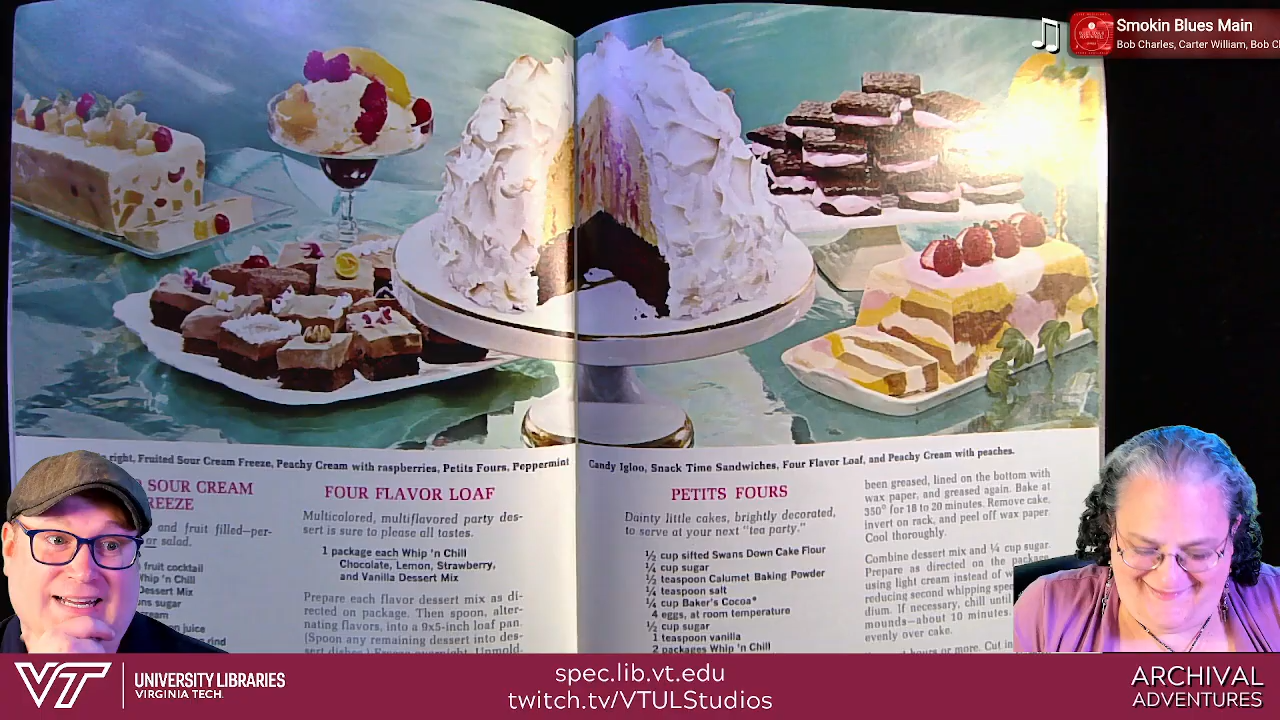 Smokin Blues Main
Bob Charles, Carter William, Bob C
right, Fruited Sour Cream Freeze, Peachy Cream with raspberries, Petits Fours, Peppermint
Candy Igloo, Snack Time Sandwiches, Four Flavor Loaf, and Peachy Cream with peaches.
SOUR CREAM
FREEZE
and fruit filled—per-
or salad.
fruit cocktail
Whip 'n Chill
Dessert Mix
sugar
cream
juice
rind
FOUR FLAVOR LOAF
Multicolored, multiflavored party des-
sert is sure to please all tastes.
1 package each Whip 'n Chill
Chocolate, Lemon, Strawberry,
and Vanilla Dessert Mix
Prepare each flavor dessert mix as di-
rected on package. Then spoon, alter-
nating flavors, into a 9x5-inch loaf pan.
(Spoon any remaining dessert into des-
sert dishes.) Freeze overnight. Unmold
PETITS FOURS
Dainty little cakes, brightly decorated,
to serve at your next "tea party."
½ cup sifted Swans Down Cake Flour
¼ cup sugar
½ teaspoon Calumet Baking Powder
¼ teaspoon salt
¼ cup Baker's Cocoa*
4 eggs, at room temperature
½ cup sugar
1 teaspoon vanilla
2 packages Whip 'n Chill
been greased, lined on the bottom with
wax paper, and greased again. Bake at
350° for 18 to 20 minutes. Remove cake,
invert on rack, and peel off wax paper.
Cool thoroughly.
Combine dessert mix and ¼ cup sugar.
Prepare as directed on the package
using light cream instead of
reducing second whipping
dium. If necessary, chill until
mounds—about 10 minutes.
evenly over cake.
hours or more. Cut in
VT
UNIVERSITY LIBRARIES
VIRGINIA TECH.
spec.lib.vt.edu
twitch.tv/VTULStudios
ARCHIVAL
ADVENTURES